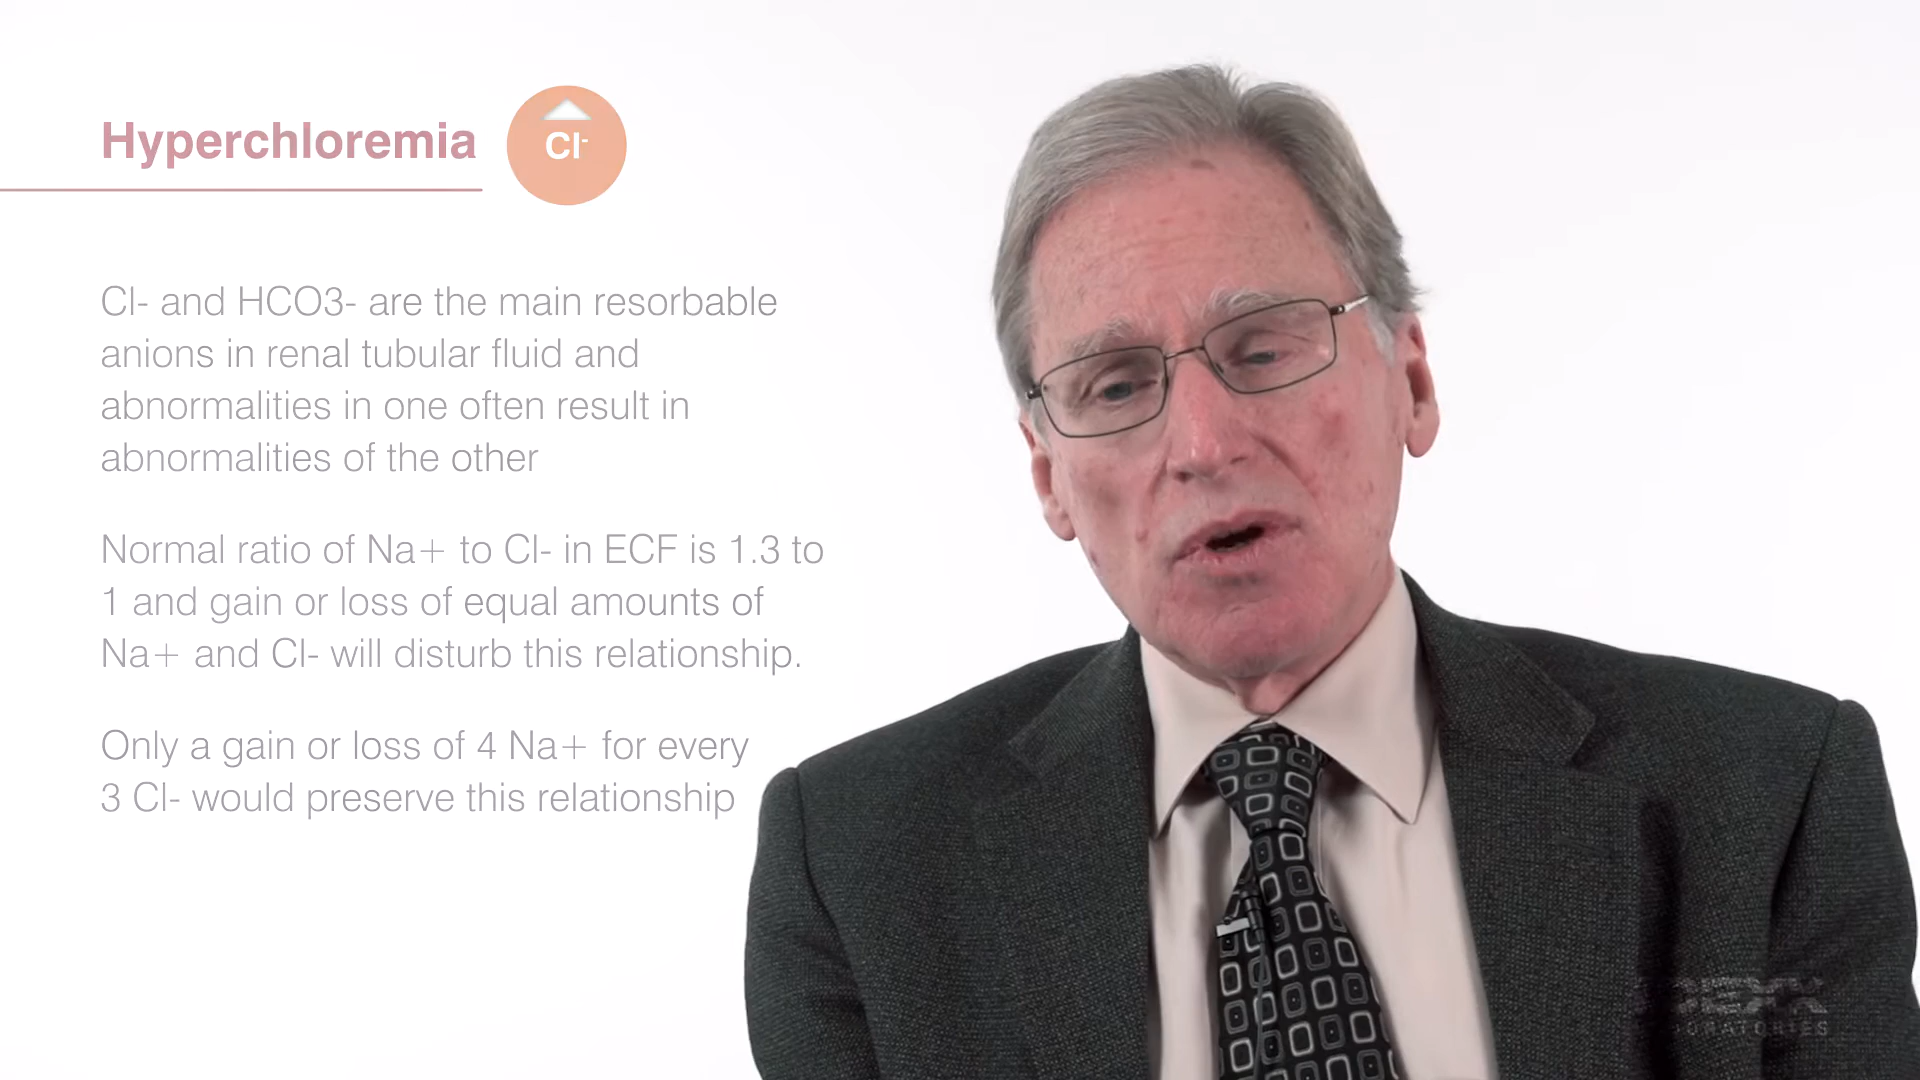 Hyperchloremia
Cl-
Cl- and HCO3- are the main resorbable
anions in renal tubular fluid and
abnormalities in one often result in
abnormalities of the other
Normal ratio of Na+ to Cl- in ECF is 1.3 to
1 and gain or loss of equal amounts of
Na+ and Cl- will disturb this relationship.
Only a gain or loss of 4 Na+ for every
3 Cl- would preserve this relationship